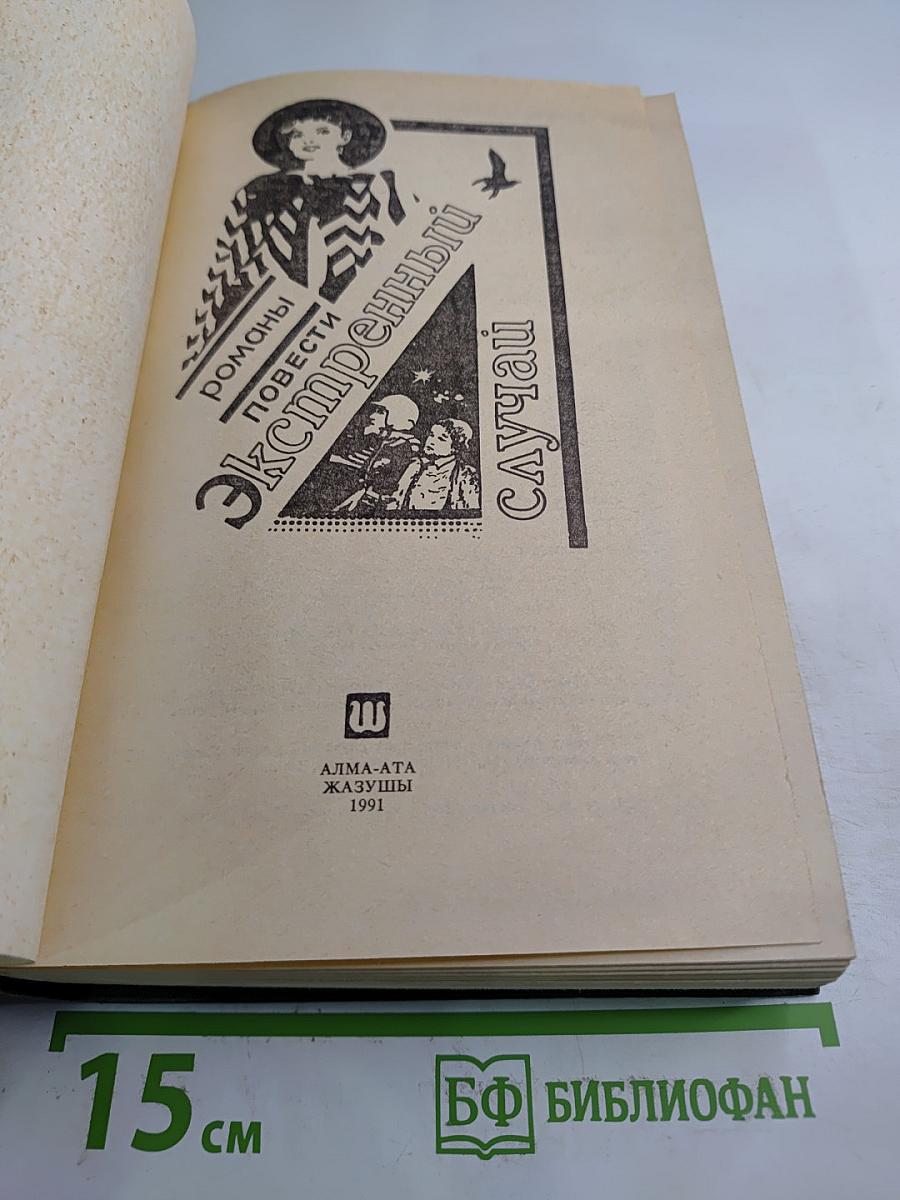 романы
повести
Экстренный
случай
АЛМА-АТА
ЖАЗУШЫ
1991
15 см
БФ БИБЛИОФАН